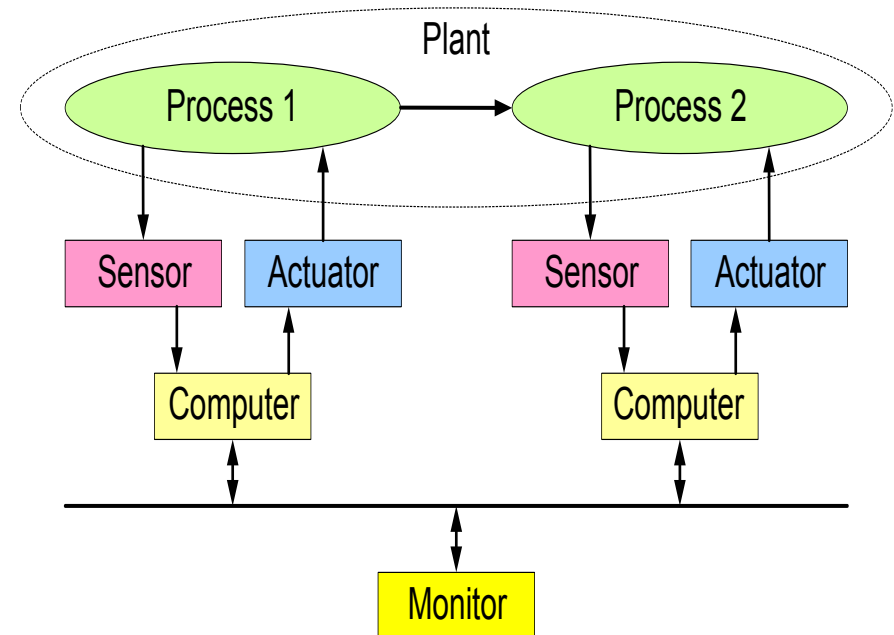 Plant
Process 1
Process 2
Sensor
Actuator
Sensor
Actuator
Computer
Computer
Monitor